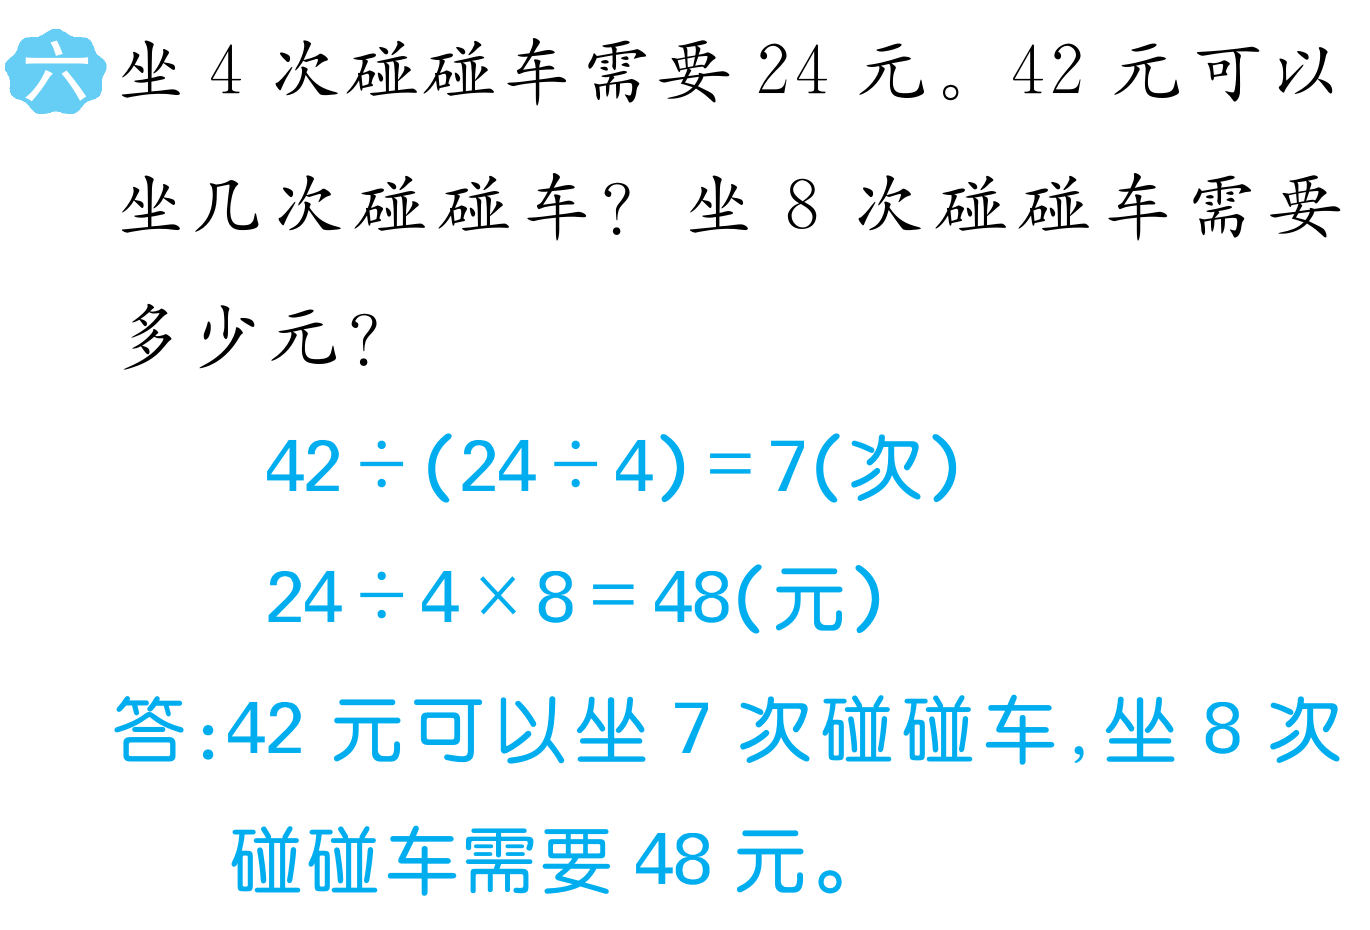 六 坐 4 次碰碰车需要 24 元。42 元可以
坐几次碰碰车？坐 8 次碰碰车需要
多少元？
42÷(24÷4)=7(次)
24÷4×8=48(元)
答:42 元可以坐 7 次碰碰车,坐 8 次
碰碰车需要 48 元。